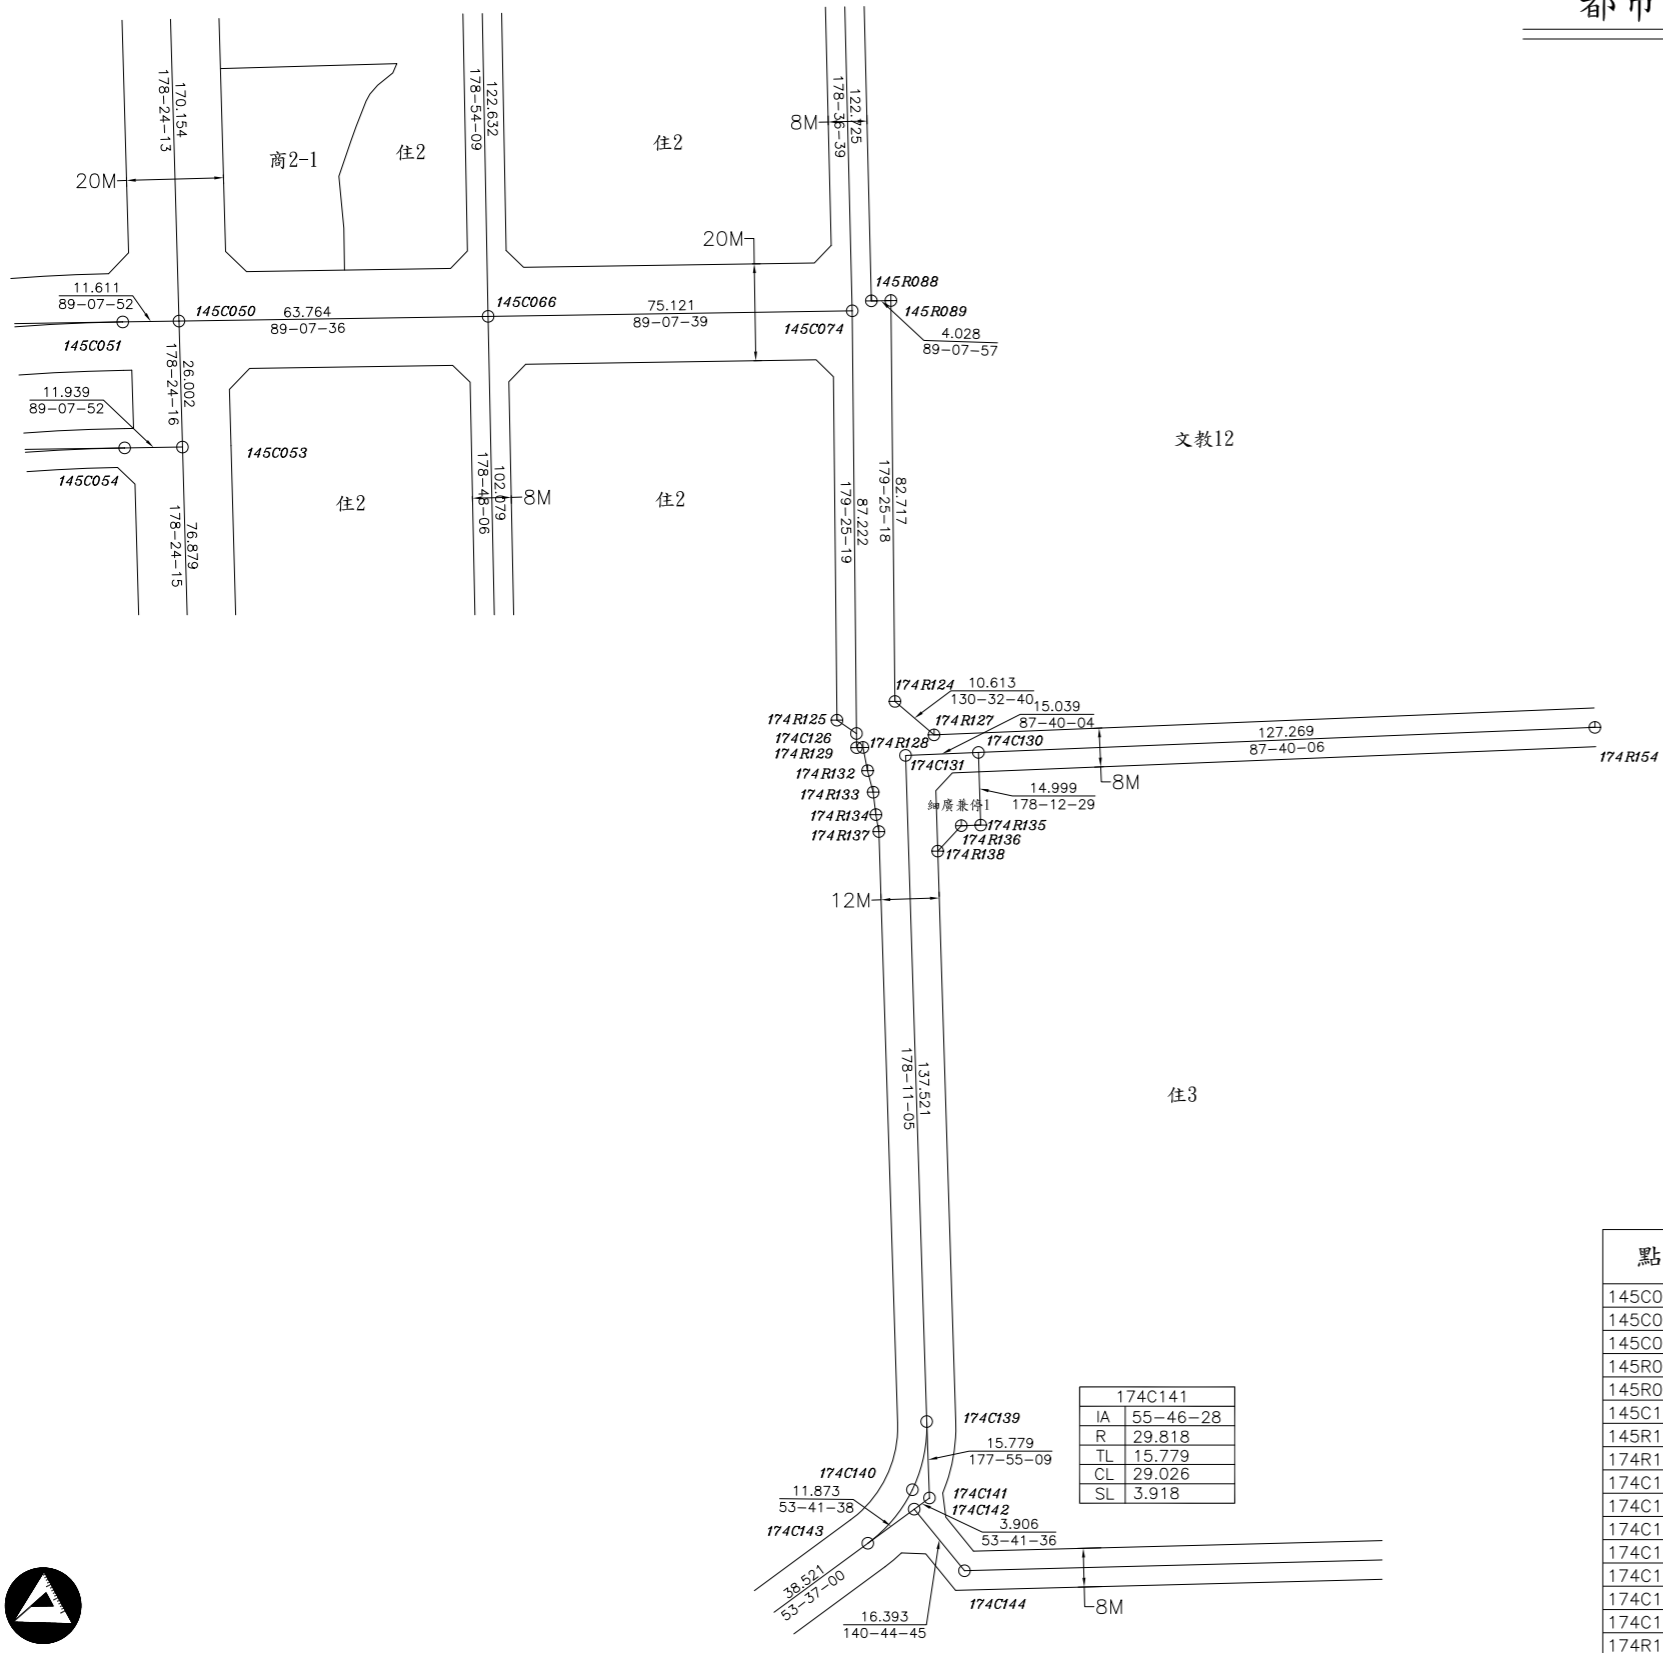 都市
170.154
178-24-13
122.632
178-54-09
122.725
178-36-39
8M
商2-1
住2
住2
20M
20M
11.611
89-07-52
145C050
63.764
89-07-36
145C066
75.121
89-07-39
145C074
145R088
145R089
4.028
89-07-57
145C051
26.002
178-24-16
11.939
89-07-52
145C053
145C054
文教12
住2
8M
住2
102.079
178-48-06
76.879
178-24-15
87.222
179-25-19
82.717
179-25-18
174R124
10.613
130-32-40
174R125
174R127
15.039
87-40-04
174C126
174R128
174C130
127.269
87-40-06
174R129
174C131
174R154
174R132
8M
174R133
14.999
178-12-29
細廣兼停1
174R134
174R135
174R137
174R136
174R138
12M
137.521
178-11-05
住3
點
145C0
145C0
145C0
145R0
145R0
145C1
145R1
174R1
174C1
174C1
174C1
174C1
174C1
174C1
174C1
174R1
174C141
IA 55-46-28
R 29.818
TL 15.779
CL 29.026
SL 3.918
174C139
15.779
177-55-09
174C140
11.873
53-41-38
174C141
174C142
174C143
3.906
53-41-36
38.521
53-37-00
174C144
8M
16.393
140-44-45